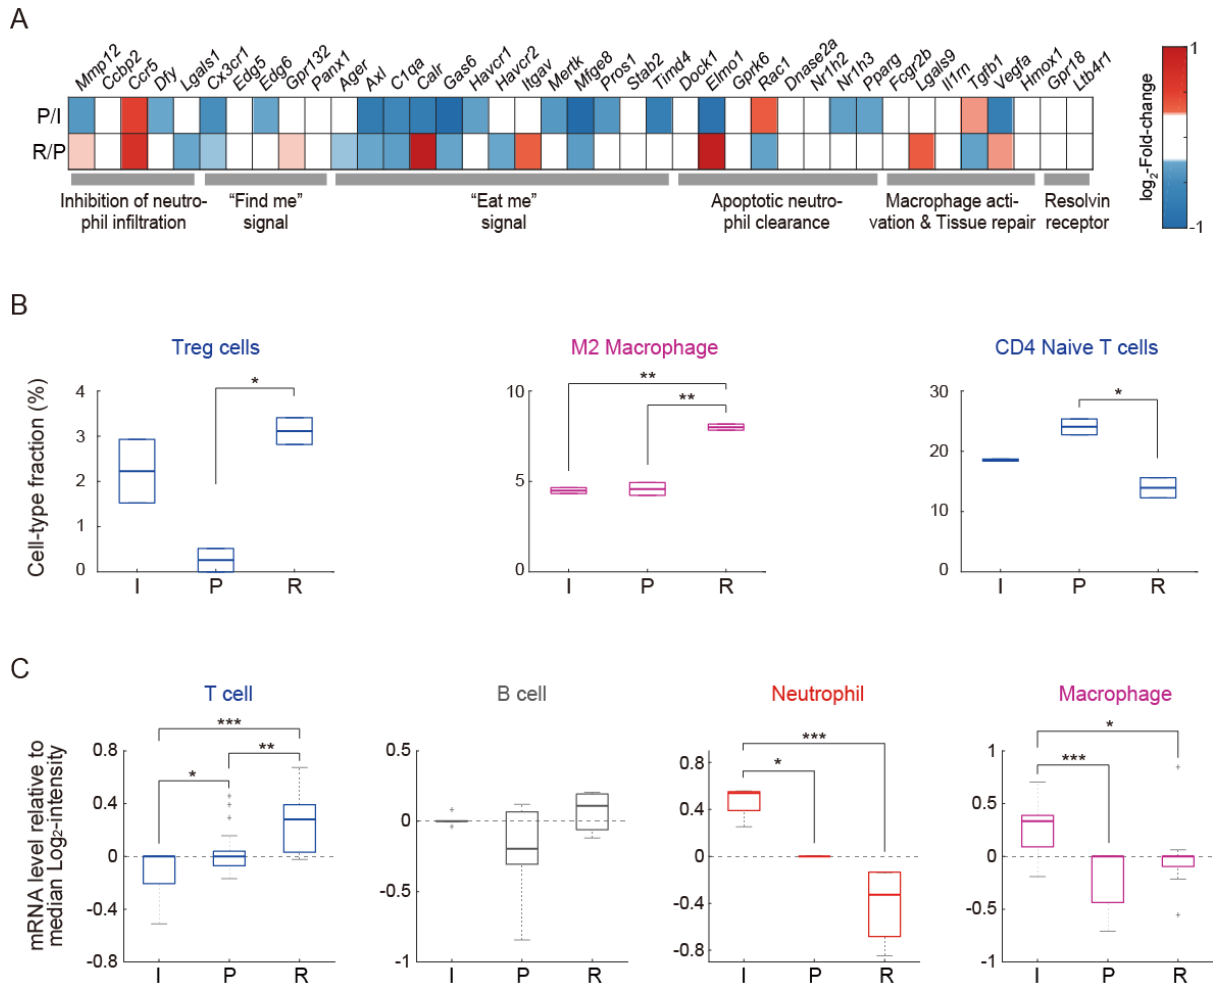 A
Mmp12 Ccbp2 Ccr5 Dfy Lgals1 Cx3cr1 Edg5 Edg6 Gpr132 Panx1 Ager Axl C1qa Calr Gas6 Havcr1 Havcr2 Itgav Mertk Mfge8 Pros1 Stab2 Timd4 Dock1 Elmo1 Gprk6 Rac1 Dnase2a Nr1h2 Nr1h3 Pparg Fcgr2b Lgals9 Il1rn Tgfb1 Vegfa Hmox1 Gpr18 Ltb4r1
P/I
R/P
Inhibition of neutro-
phil infiltration
“Find me”
signal
“Eat me”
signal
Apoptotic neutro-
phil clearance
Macrophage acti-
vation & Tissue repair
Resolvin
receptor
log2-Fold-change
1
-1
B
Treg cells
M2 Macrophage
CD4 Naive T cells
Cell-type fraction (%)
4
3
2
1
0
*
I P R
10
5
0
**
**
I P R
30
20
10
0
*
I P R
C
T cell
B cell
Neutrophil
Macrophage
mRNA level relative to
median Log2-intensity
0.8
0.4
0
-0.4
-0.8
***
**
*
I P R
0.5
0
-0.5
-1
I P R
0.8
0.4
0
-0.4
-0.8
***
*
I P R
1
0.5
0
-0.5
-1
*
***
I P R